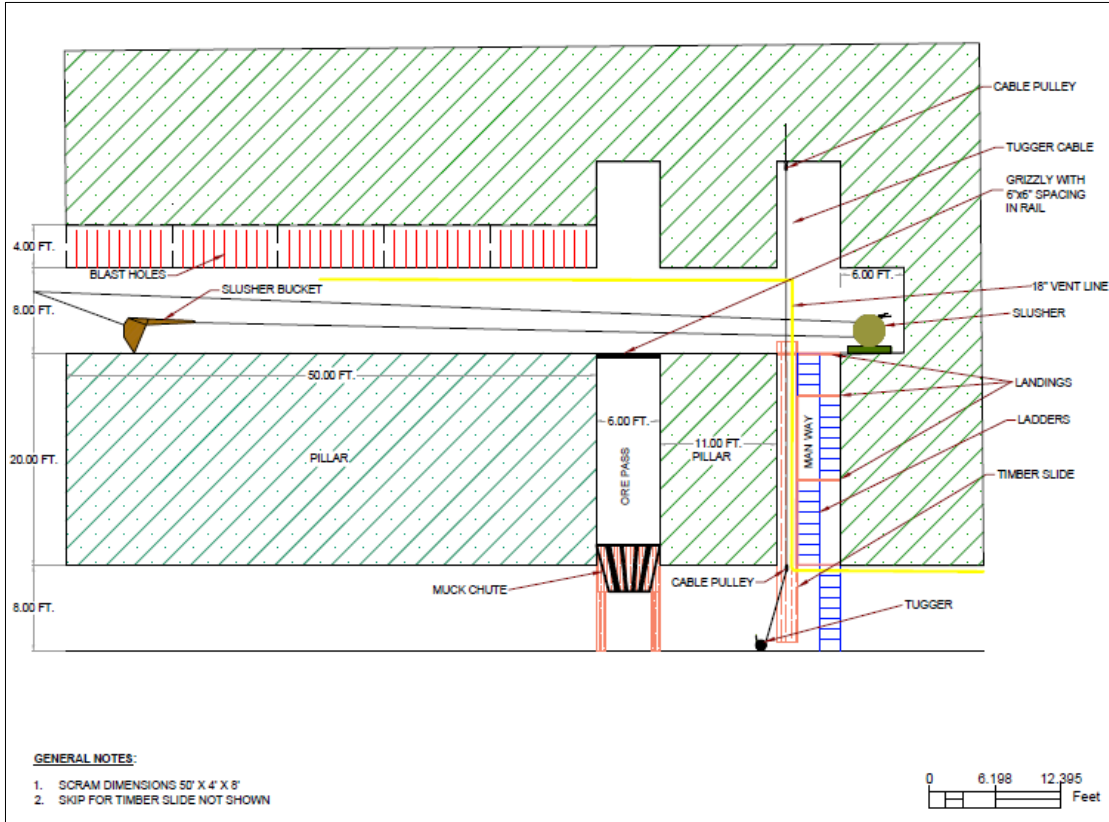 CABLE PULLEY
TUGGER CABLE
GRIZZLY WITH
6"x6" SPACING
IN RAIL
4.00 FT.
BLAST HOLES
6.00 FT.
SLUSHER BUCKET
18" VENT LINE
8.00 FT.
SLUSHER
50.00 FT.
LANDINGS
6.00 FT.
LADDERS
11.00 FT.
PILLAR
MAN WAY
20.00 FT.
PILLAR
ORE PASS
TIMBER SLIDE
MUCK CHUTE
CABLE PULLEY
8.00 FT.
TUGGER
GENERAL NOTES:
1. SCRAM DIMENSIONS 50' X 4' X 8'
2. SKIP FOR TIMBER SLIDE NOT SHOWN
0 6.198 12.395
Feet